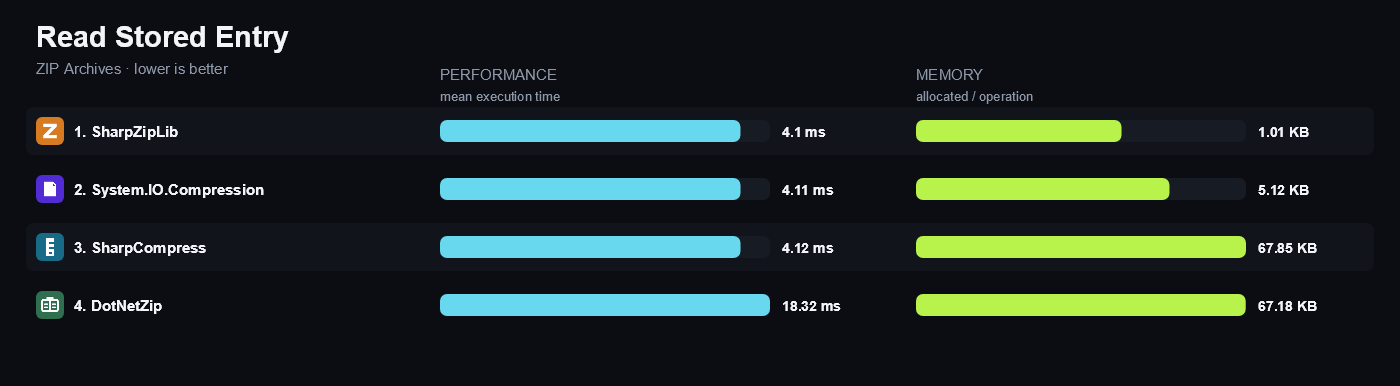 Read Stored Entry
ZIP Archives · lower is better
PERFORMANCE
mean execution time
MEMORY
allocated / operation
1. SharpZipLib 4.1 ms 1.01 KB
2. System.IO.Compression 4.11 ms 5.12 KB
3. SharpCompress 4.12 ms 67.85 KB
4. DotNetZip 18.32 ms 67.18 KB